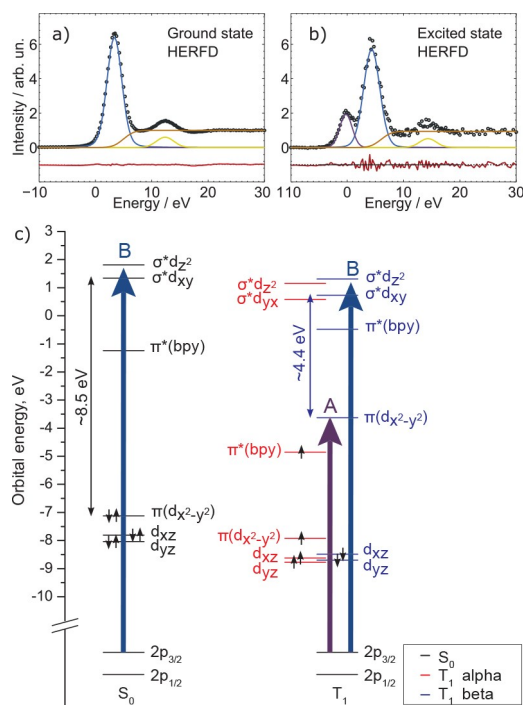 a) Ground state HERFD
b) Excited state HERFD
Intensity / arb. un.
6
4
2
0
−10 0 10 20 30
110 0 10 20 30
Energy / eV
Energy / eV
c)
Orbital energy, eV
3
2
1
0
-1
-2
-3
-4
-5
-6
-7
-8
-9
-10
B
σ*dz²
σ*dxy
π*(bpy)
~8.5 eV
π(dx²-y²)
dxz
dyz
2p3/2
2p1/2
S0
B
σ*dz²
σ*dyx
σ*dz²
σ*dxy
π*(bpy)
~4.4 eV
A
π(dx²-y²)
π*(bpy)
π(dx²-y²)
dxz
dyz
dxz
dyz
2p3/2
2p1/2
T1
S0
T1 alpha
T1 beta